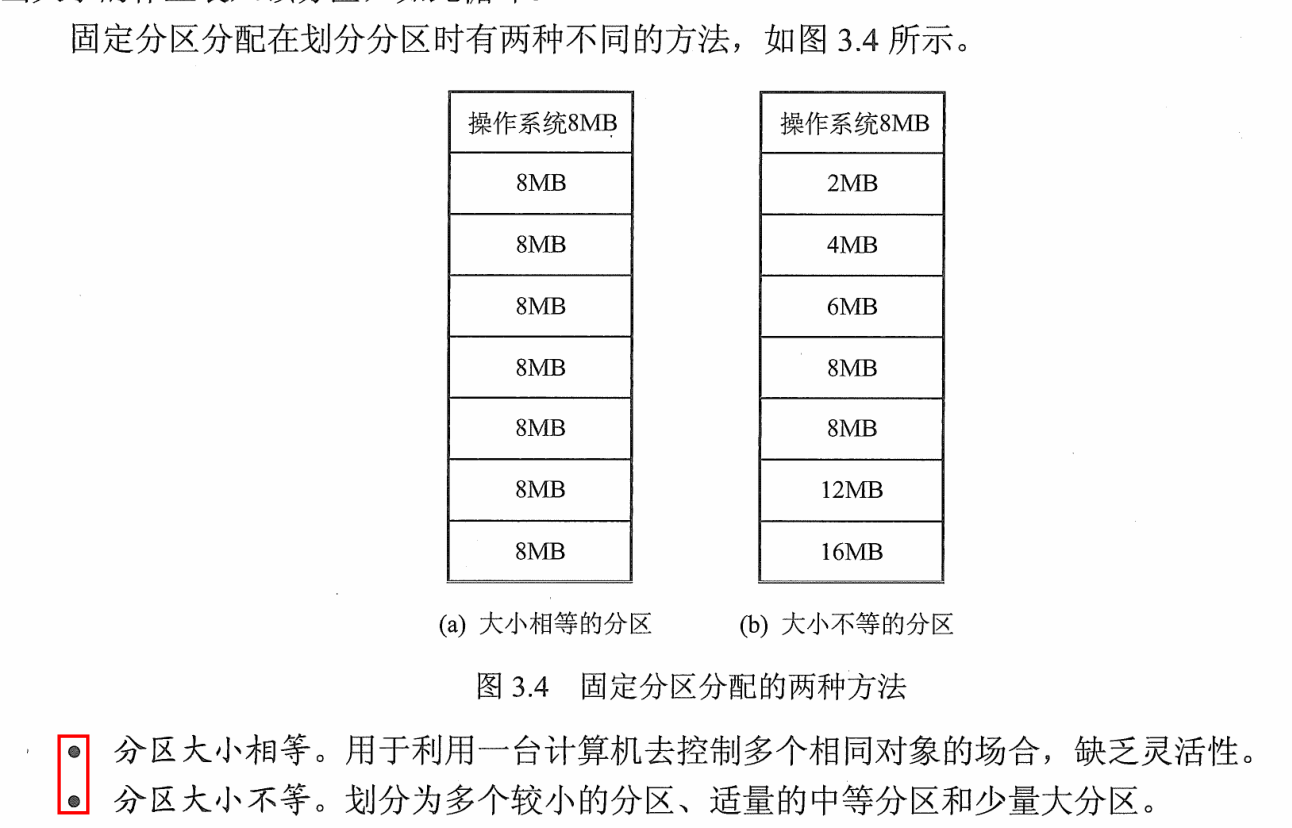 固定分区分配在划分分区时有两种不同的方法，如图 3.4 所示。
操作系统8MB
8MB
8MB
8MB
8MB
8MB
8MB
8MB
(a) 大小相等的分区
操作系统8MB
2MB
4MB
6MB
8MB
8MB
12MB
16MB
(b) 大小不等的分区
图 3.4 固定分区分配的两种方法
• 分区大小相等。用于利用一台计算机去控制多个相同对象的场合，缺乏灵活性。
• 分区大小不等。划分为多个较小的分区、适量的中等分区和少量大分区。